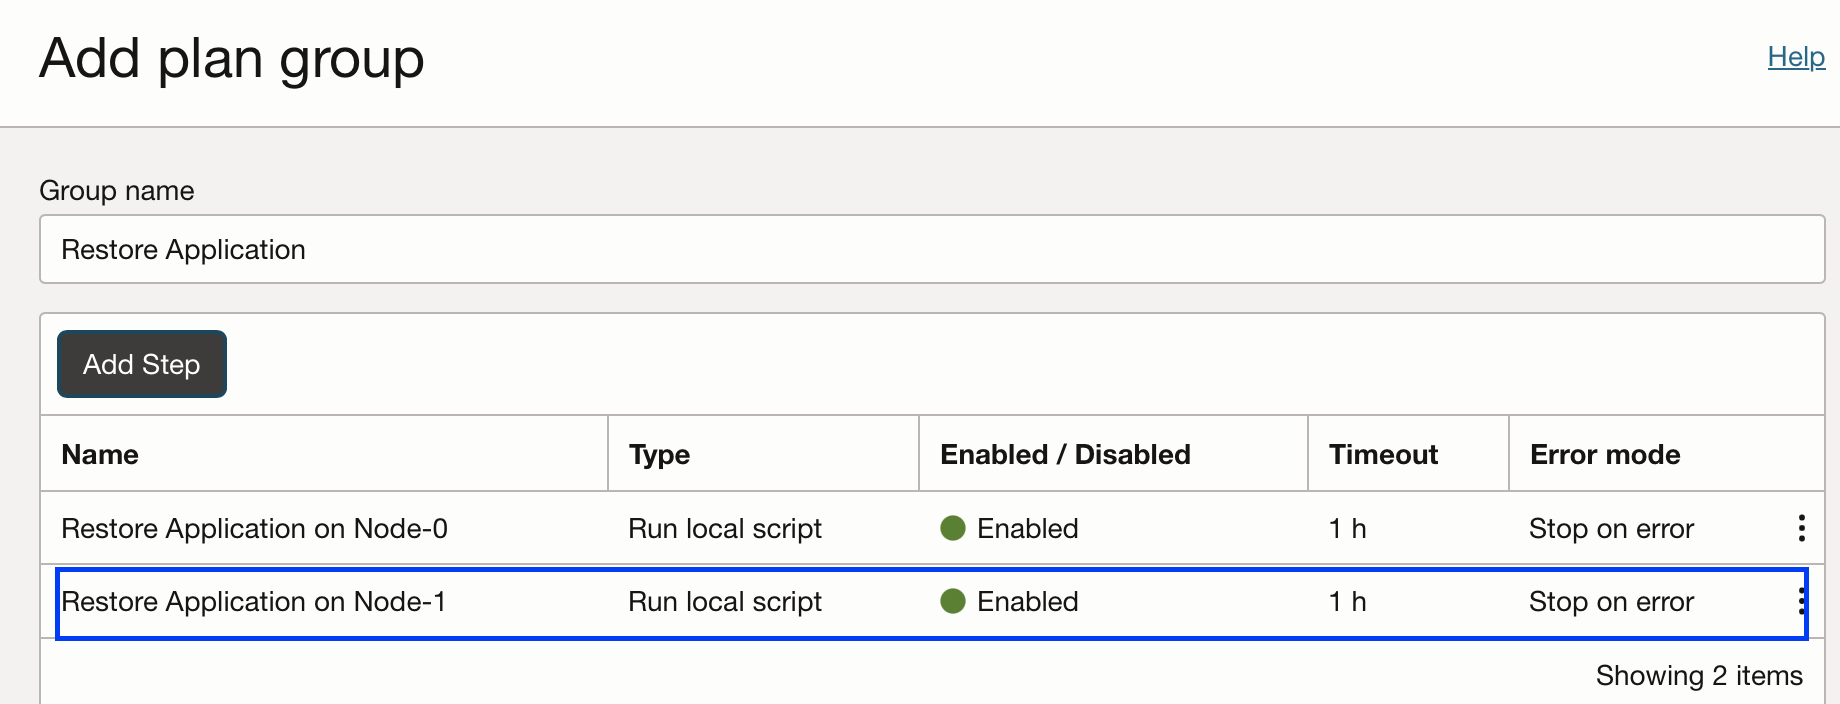 Add plan group
Help
Group name
Restore Application
Add Step
Name Type Enabled / Disabled Timeout Error mode
Restore Application on Node-0 Run local script Enabled 1 h Stop on error
Restore Application on Node-1 Run local script Enabled 1 h Stop on error
Showing 2 items